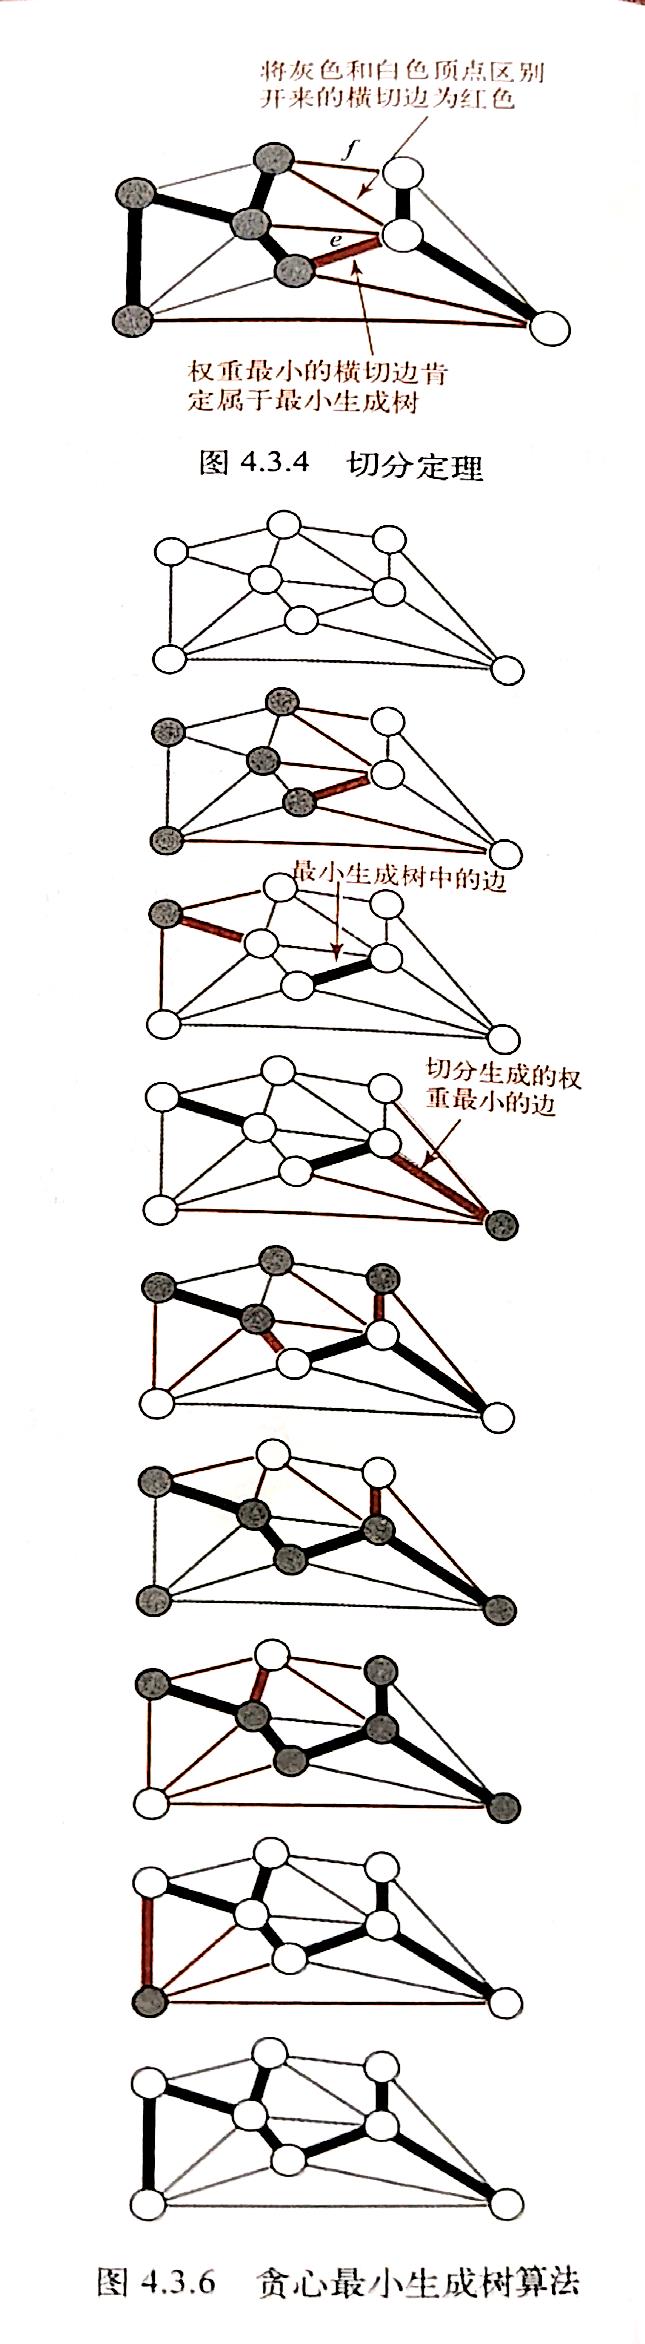 将灰色和白色顶点区别
开来的横切边为红色
f
e
权重最小的横切边肯
定属于最小生成树
图 4.3.4 切分定理
最小生成树中的边
切分生成的权
重最小的边
图 4.3.6 贪心最小生成树算法